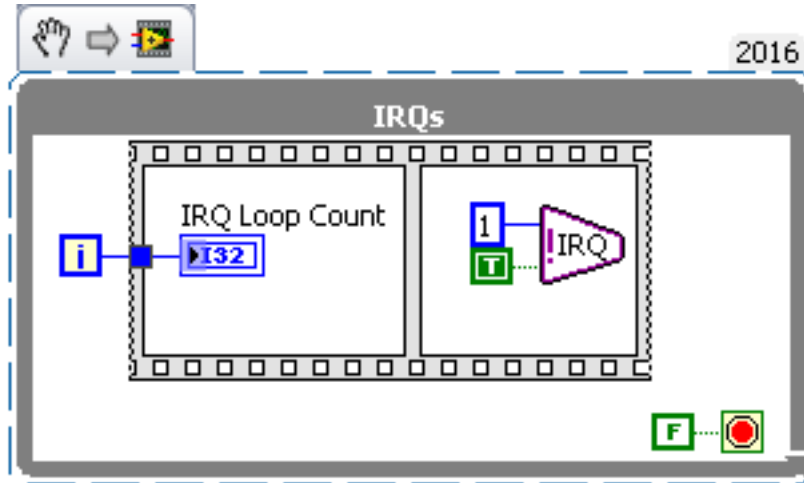 2016
IRQs
IRQ Loop Count
i
I32
1
T
!IRQ
F